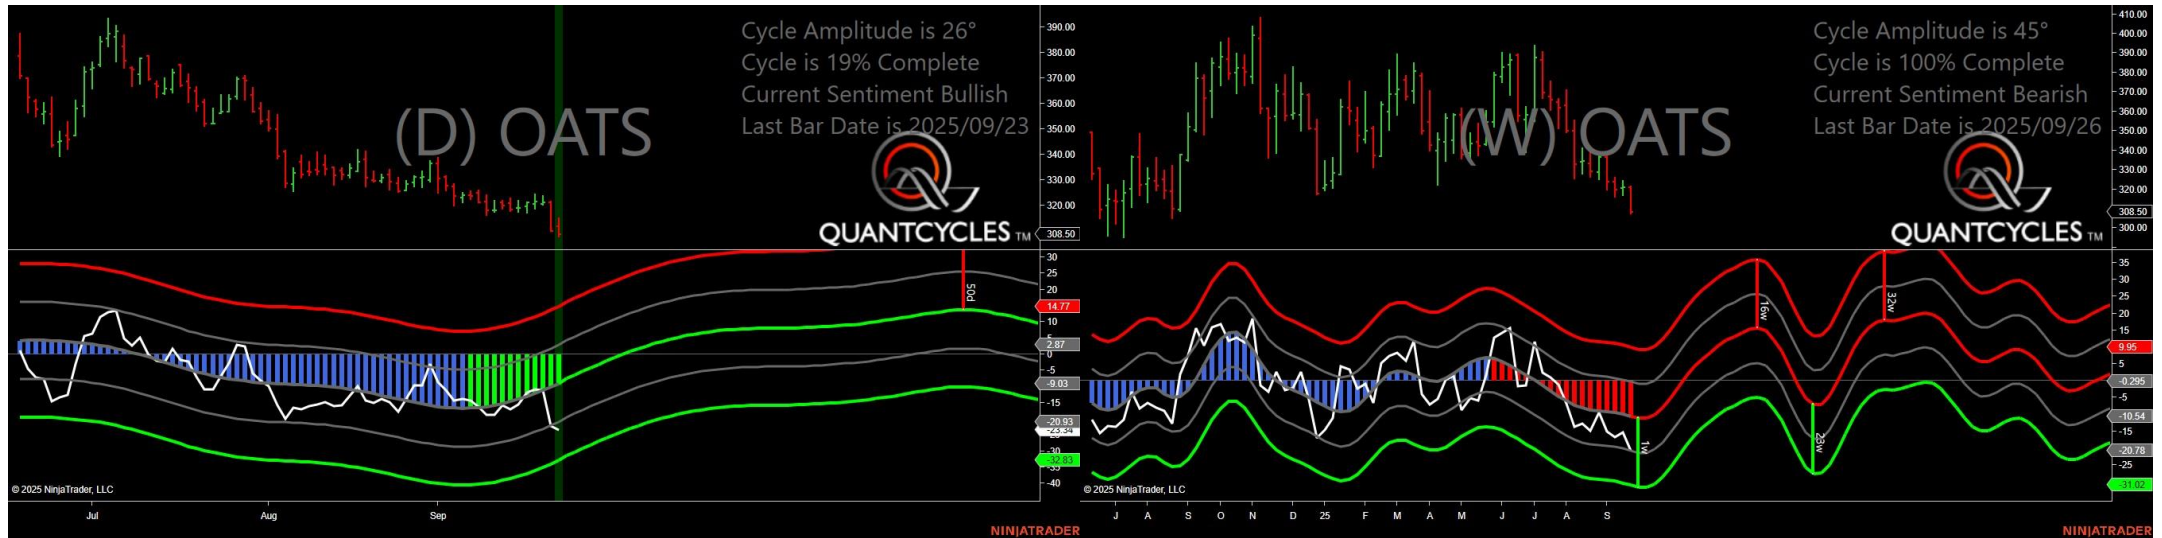 Cycle Amplitude is 26°
Cycle is 19% Complete
Current Sentiment Bullish
Last Bar Date is 2025/09/23
(D) OATS
QUANTCYCLES TM
390.00
380.00
370.00
360.00
350.00
340.00
330.00
320.00
308.50
30
20
14.77
10
2.87
0
-5
-9.03
-15
-20.93
-23.34
-30
-32.83
-35
-40
50d
© 2025 NinjaTrader, LLC
Jul Aug Sep
NINJATRADER
Cycle Amplitude is 45°
Cycle is 100% Complete
Current Sentiment Bearish
Last Bar Date is 2025/09/26
(W) OATS
QUANTCYCLES TM
410.00
400.00
390.00
380.00
370.00
360.00
350.00
340.00
330.00
320.00
308.50
300.00
35
30
25
20
15
9.95
5
-0.295
-5
-10.54
-15
-20.78
-25
-31.02
1w
16w
23w
32w
© 2025 NinjaTrader, LLC
J A S O N D 25 F M A M J J A S
NINJATRADER